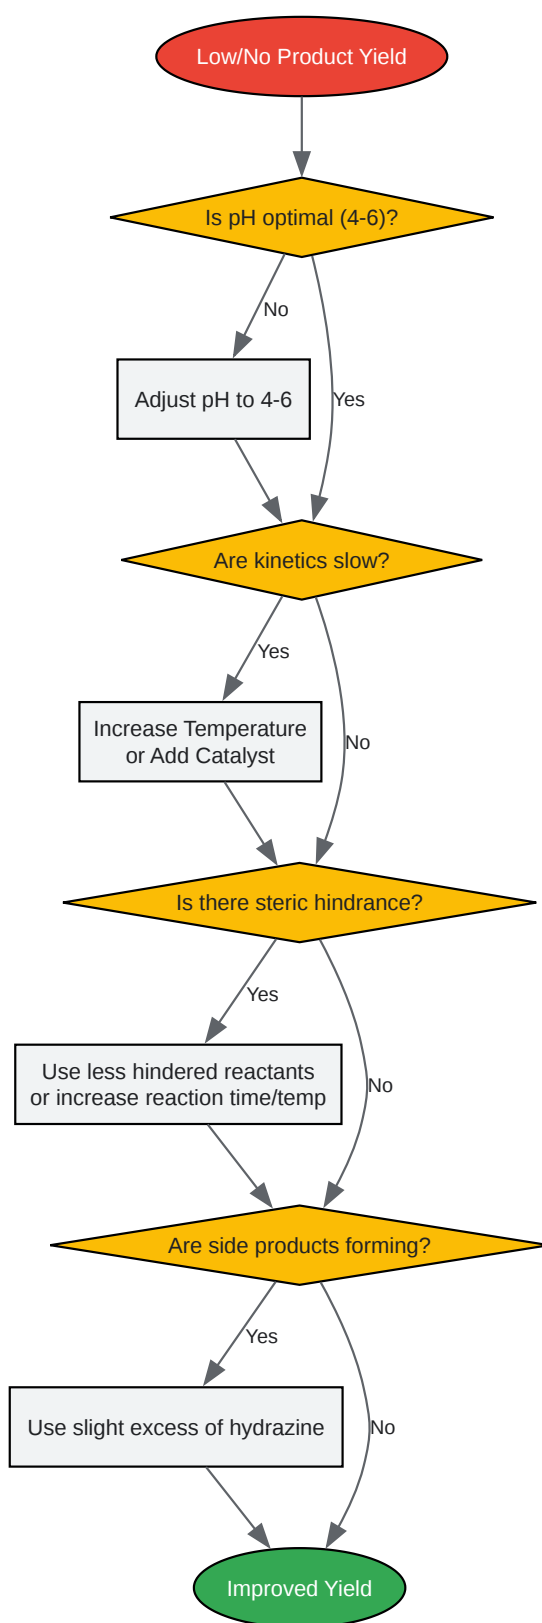 Low/No Product Yield
Is pH optimal (4-6)?
No
Adjust pH to 4-6
Yes
Are kinetics slow?
Yes
Increase Temperature
or Add Catalyst
No
Is there steric hindrance?
Yes
Use less hindered reactants
or increase reaction time/temp
No
Are side products forming?
Yes
Use slight excess of hydrazine
No
Improved Yield